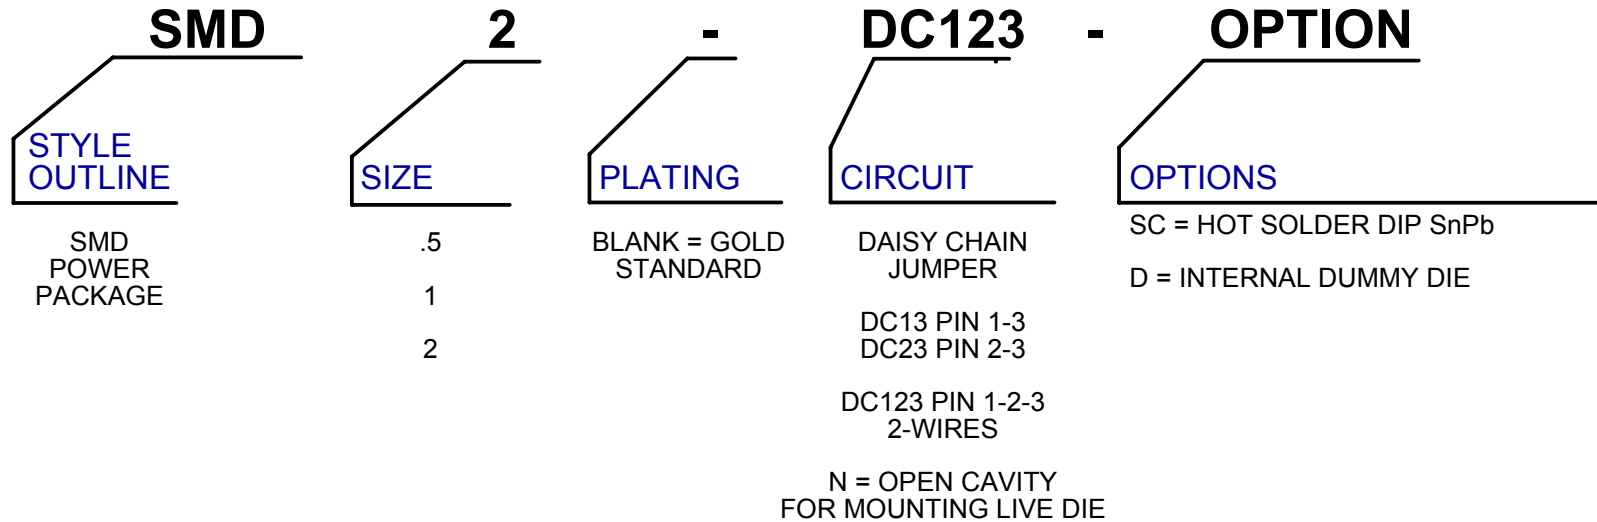 SMD 2 - DC123 - OPTION
STYLE
OUTLINE
SIZE
PLATING
CIRCUIT
OPTIONS
SMD
POWER
PACKAGE
.5
1
2
BLANK = GOLD
STANDARD
DAISY CHAIN
JUMPER
DC13 PIN 1-3
DC23 PIN 2-3
DC123 PIN 1-2-3
2-WIRES
N = OPEN CAVITY
FOR MOUNTING LIVE DIE
SC = HOT SOLDER DIP SnPb
D = INTERNAL DUMMY DIE